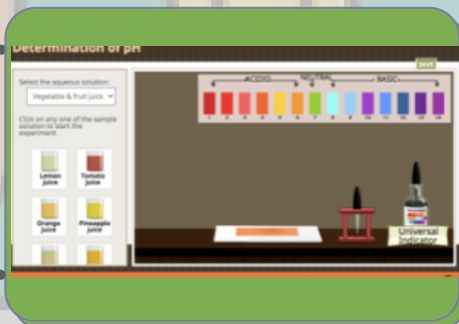 Determination of pH
SAVE
Select the aqueous solution:
Vegetable & fruit juice
Click on any one of the sample
solution to start the
experiment
Lemon
juice
Tomato
juice
Orange
juice
Pineapple
juice
ACIDIC
NEUTRAL
BASIC
1 2 3 4 5 6 7 8 9 10 11 12 13 14
Universal
Indicator